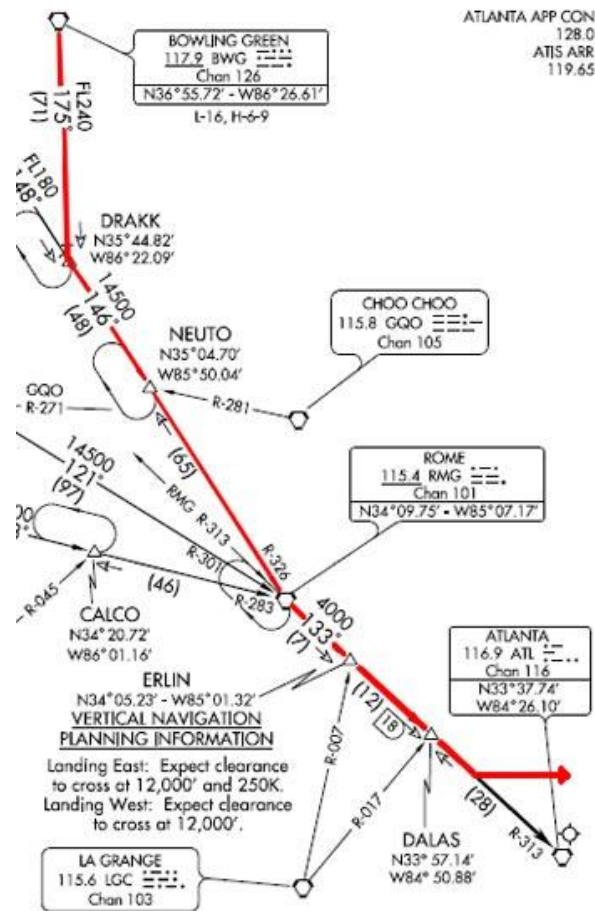 ATLANTA APP CON
128.0
ATIS ARR
119.65
BOWLING GREEN
117.9 BWG
Chan 126
N36°55.72' - W86°26.61'
L-16, H-6-9
FL240
175°
(71)
FL180
148°
DRAKK
N35°44.82'
W86°22.09'
14500
146°
(48)
CHOO CHOO
115.8 GQO
Chan 105
NEUTO
N35°04.70'
W85°50.04'
R-281
GQO
R-271
(65)
14500
121°
(97)
ROME
115.4 RMG
Chan 101
N34°09.75' - W85°07.17'
RMG R-313
R-326
R-301
R-283
(46)
R-045
CALCO
N34°20.72'
W86°01.16'
4000
133°
(7)
ATLANTA
116.9 ATL
Chan 116
N33°37.74'
W84°26.10'
ERLIN
N34°05.23' - W85°01.32'
(12)
18
VERTICAL NAVIGATION
PLANNING INFORMATION
Landing East: Expect clearance
to cross at 12,000' and 250K.
Landing West: Expect clearance
to cross at 12,000'.
R-007
R-017
(28)
R-313
DALAS
N33°57.14'
W84°50.88'
LA GRANGE
115.6 LGC
Chan 103